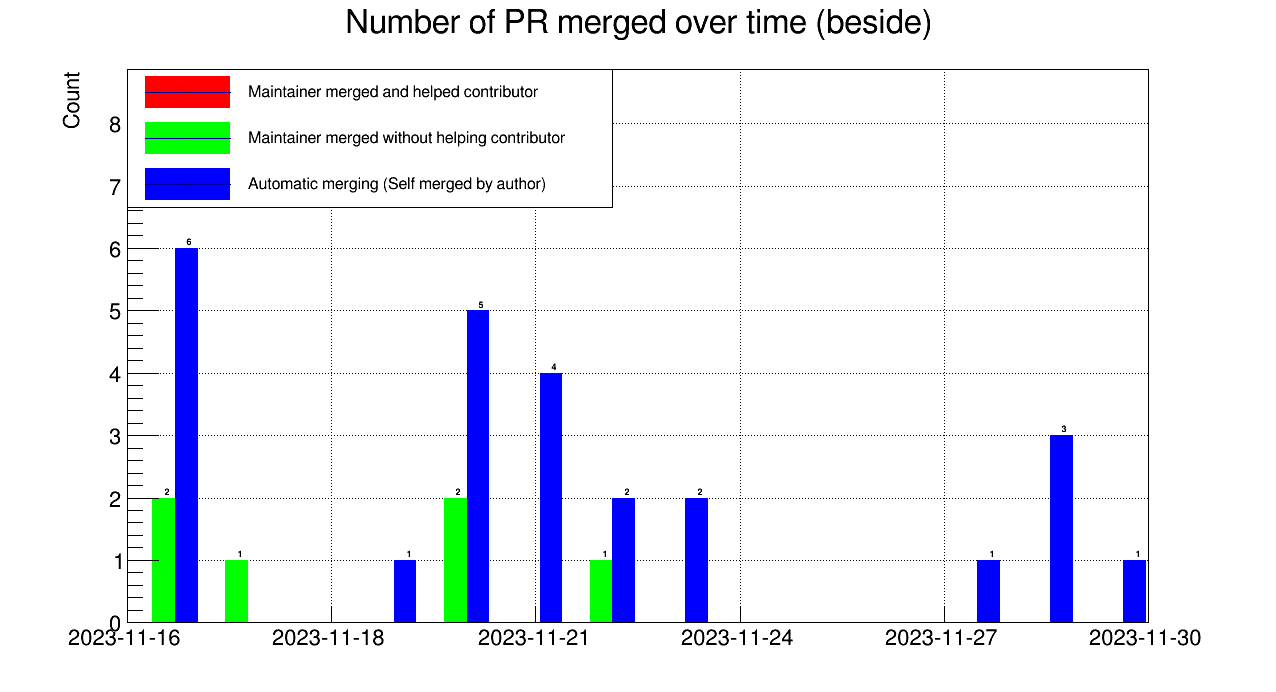 Number of PR merged over time (beside)
Count
Maintainer merged and helped contributor
Maintainer merged without helping contributor
Automatic merging (Self merged by author)
8
7
6
5
4
3
2
1
0
2 6 1 1 2 5 4 1 2 2 1 3 1
2023-11-16 2023-11-18 2023-11-21 2023-11-24 2023-11-27 2023-11-30